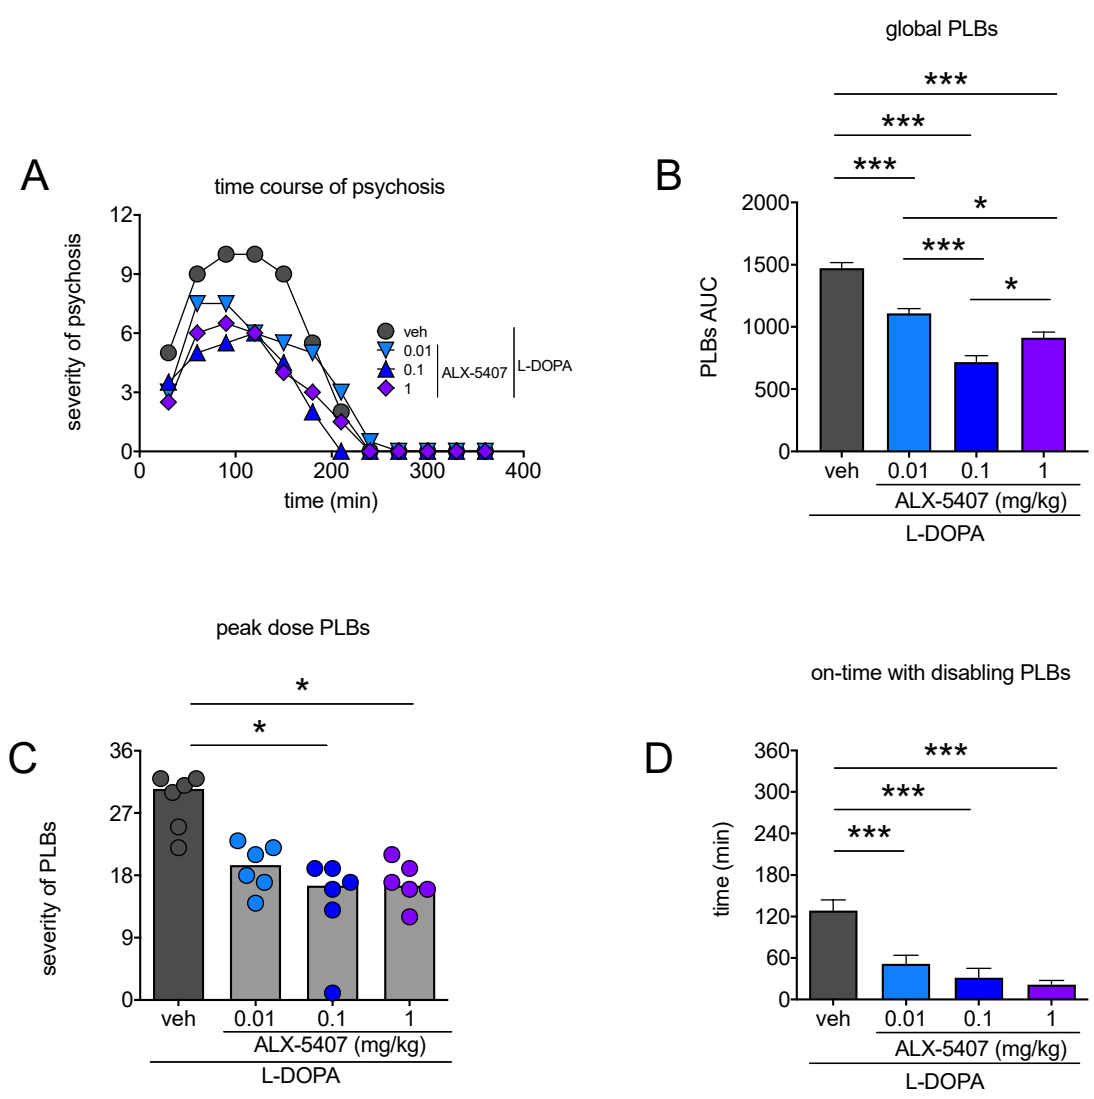 A
time course of psychosis
severity of psychosis
12
9
6
3
0
0 100 200 300 400
time (min)
veh
0.01
0.1
1
ALX-5407
L-DOPA
B
global PLBs
***
***
***
*
***
*
PLBs AUC
2000
1500
1000
500
0
veh 0.01 0.1 1
ALX-5407 (mg/kg)
L-DOPA
C
peak dose PLBs
*
*
severity of PLBs
36
27
18
9
0
veh 0.01 0.1 1
ALX-5407 (mg/kg)
L-DOPA
D
on-time with disabling PLBs
***
***
***
time (min)
360
300
240
180
120
60
0
veh 0.01 0.1 1
ALX-5407 (mg/kg)
L-DOPA